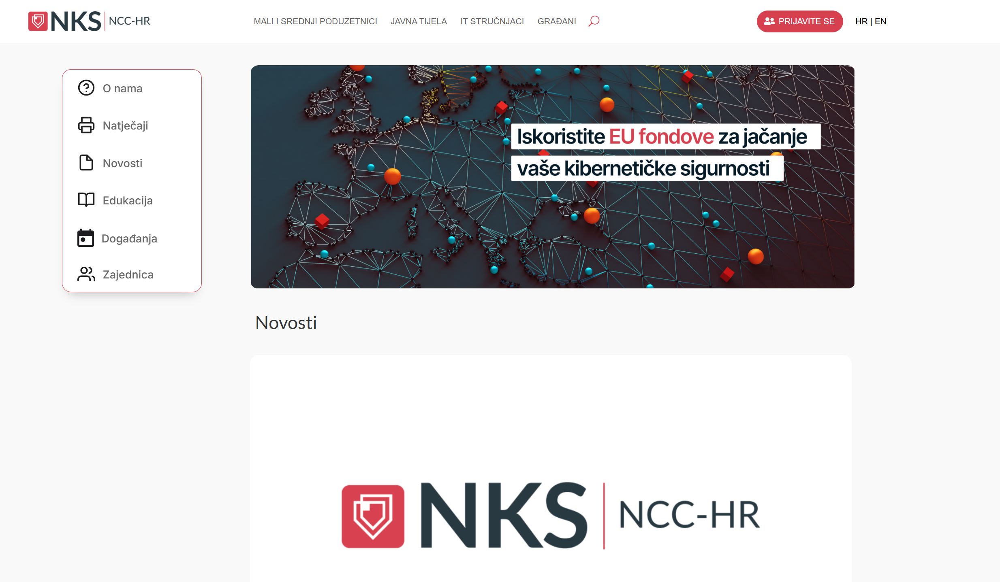 NKS NCC-HR
MALI I SREDNJI PODUZETNICI JAVNA TIJELA IT STRUČNJACI GRAĐANI PRIJAVITE SE HR | EN
O nama
Natječaji
Novosti
Edukacija
Događanja
Zajednica
Iskoristite EU fondove za jačanje
vaše kibernetičke sigurnosti
Novosti
NKS NCC-HR